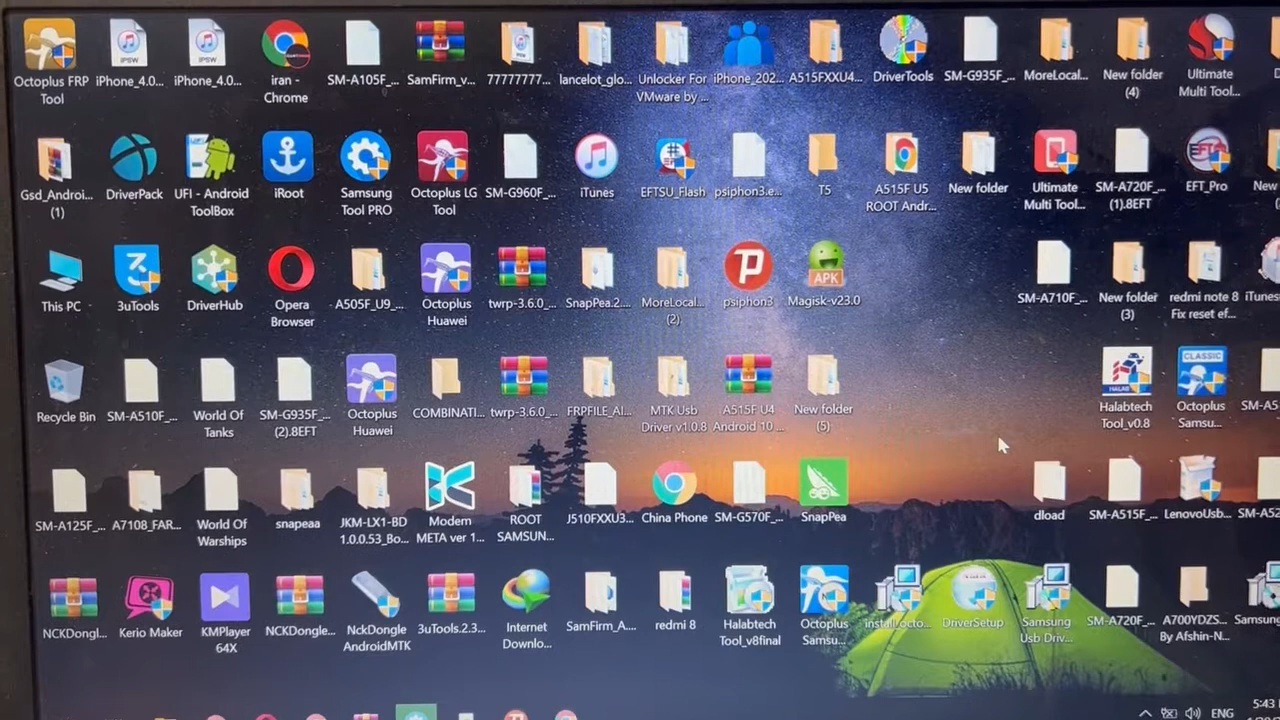 Octoplus FRP
Tool
iPhone_4.0...
iPhone_4.0...
iran -
Chrome
SM-A105F_...
SamFirm_v...
77777777...
lancelot_glo...
Unlocker For
VMware by ...
iPhone_202...
A515FXXU4...
DriverTools
SM-G935F_...
MoreLocal...
New folder
(4)
Ultimate
Multi Tool...
Gsd_Androi...
(1)
DriverPack
UFI - Android
ToolBox
iRoot
Samsung
Tool PRO
Octoplus LG
Tool
SM-G960F_...
iTunes
EFTSU_Flash
psiphon3.e...
T5
A515F U5
ROOT Andr...
New folder
Ultimate
Multi Tool...
SM-A720F_...
(1).8EFT
EFT_Pro
New
This PC
3uTools
DriverHub
Opera
Browser
A505F_U9_...
Octoplus
Huawei
twrp-3.6.0_...
SnapPea.2....
MoreLocal...
(2)
psiphon3
APK
Magisk-v23.0
SM-A710F_...
New folder
(3)
redmi note 8
Fix reset ef...
iTunes
Recycle Bin
SM-A510F_...
World Of
Tanks
SM-G935F_...
(2).8EFT
Octoplus
Huawei
COMBINATI...
twrp-3.6.0_...
FRPFILE_AI...
MTK Usb
Driver v1.0.8
A515F U4
Android 10 ...
New folder
(5)
Halabtech
Tool_v0.8
CLASSIC
Octoplus
Samsu...
SM-A5
SM-A125F_...
A7108_FAR...
World Of
Warships
snapeaa
JKM-LX1-BD
1.0.0.53_Bo...
Modem
META ver 1...
ROOT
SAMSUN...
J510FXXU3...
China Phone
SM-G570F_...
SnapPea
dload
SM-A515F_...
LenovoUsb...
SM-A52
NCKDongl...
Kerio Maker
KMPlayer
64X
NCKDongle...
NckDongle
AndroidMTK
3uTools.2.3...
Internet
Downlo...
SamFirm_A....
redmi 8
Halabtech
Tool_v8final
Octoplus
Samsu...
install octo...
DriverSetup
Samsung
Usb Driv...
SM-A720F_...
A700YDZS...
By Afshin-N...
Samsung
ENG
5:43